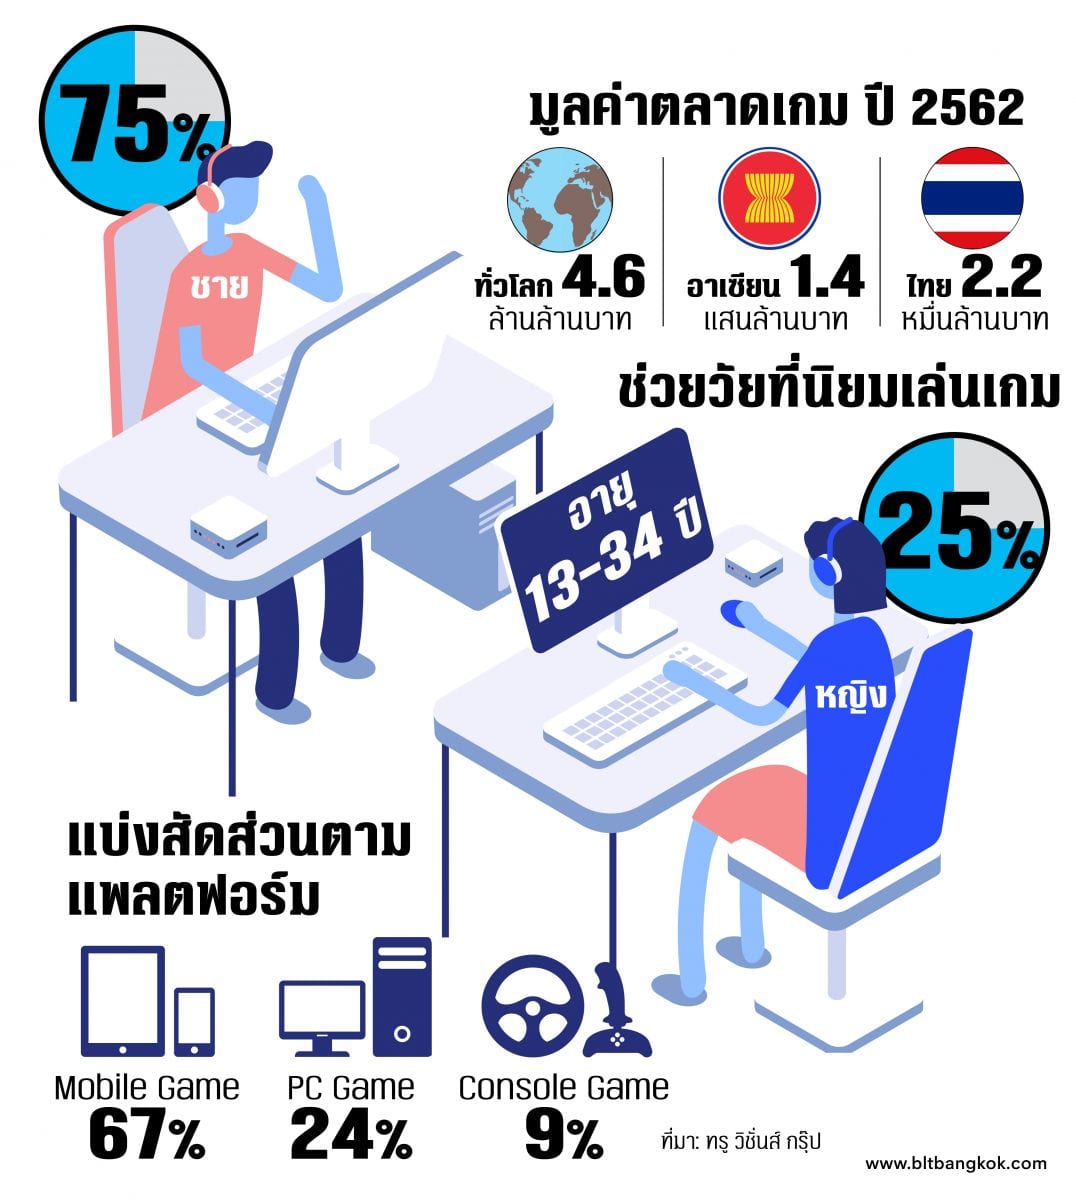 75%
มูลค่าตลาดเกม ปี 2562
ทั่วโลก 4.6
ล้านล้านบาท
อาเซียน 1.4
แสนล้านบาท
ไทย 2.2
หมื่นล้านบาท
ชาย
ช่วยวัยที่นิยมเล่นเกม
25%
อายุ
13-34 ปี
หญิง
แบ่งสัดส่วนตาม
แพลตฟอร์ม
Mobile Game
67%
PC Game
24%
Console Game
9%
ที่มา: ทรู วิชั่นส์ กรุ๊ป
www.bltbangkok.com